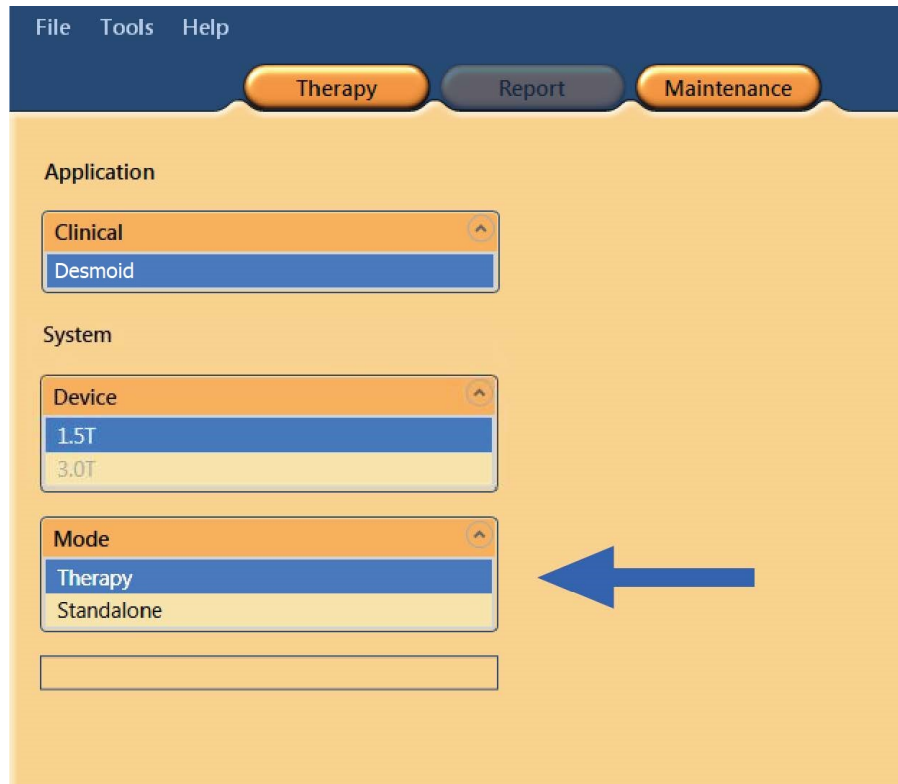 File Tools Help
Therapy Report Maintenance
Application
Clinical
Desmoid
System
Device
1.5T
3.0T
Mode
Therapy
Standalone